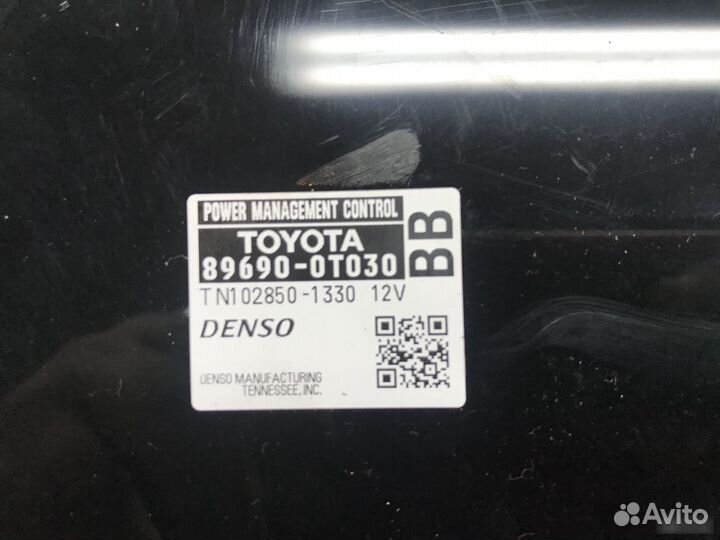 POWER MANAGEMENT CONTROL
TOYOTA
89690-0T030
BB
TN102850-1330 12V
DENSO
DENSO MANUFACTURING
TENNESSEE, INC.
Avito